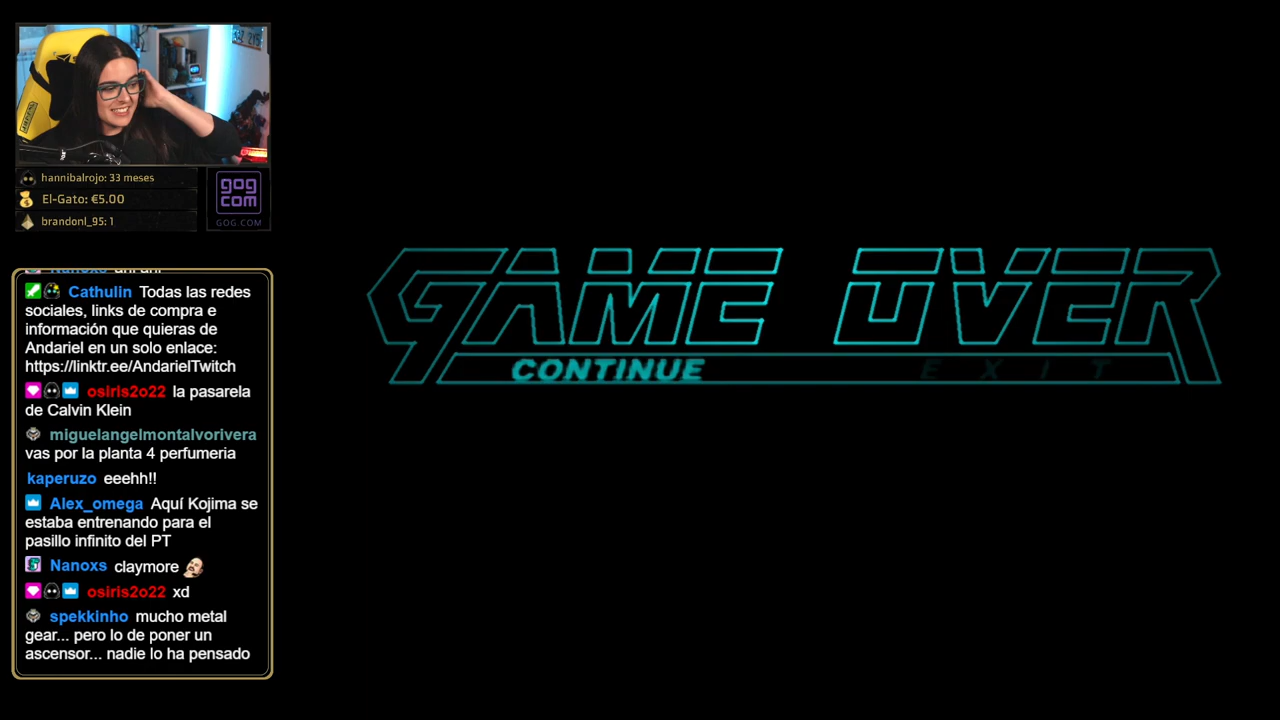 hannibalrojo: 33 meses
El-Gato: €5.00
brandonl_95: 1
gog
com
GOG.COM
Nanoxs
Cathulin Todas las redes
sociales, links de compra e
información que quieras de
Andariel en un solo enlace:
https://linktr.ee/AndarielTwitch
osiris2o22 la pasarela
de Calvin Klein
miguelangelmontalvorivera
vas por la planta 4 perfumeria
kaperuzo eeehh!!
Alex_omega Aquí Kojima se
estaba entrenando para el
pasillo infinito del PT
Nanoxs claymore
osiris2o22 xd
spekkinho mucho metal
gear... pero lo de poner un
ascensor... nadie lo ha pensado
GAME OVER
CONTINUE EXIT